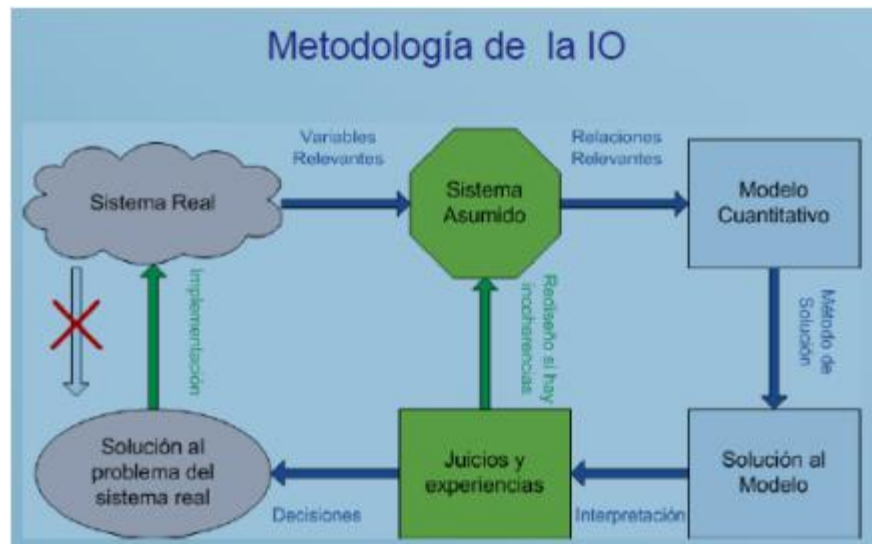 Metodología de la IO
Variables
Relevantes
Relaciones
Relevantes
Sistema Real
Sistema
Asumido
Modelo
Cuantitativo
Implementación
Rediseño si hay
incoherencias
Método de
Solución
Solución al
problema del
sistema real
Juicios y
experiencias
Solución al
Modelo
Decisiones
Interpretación